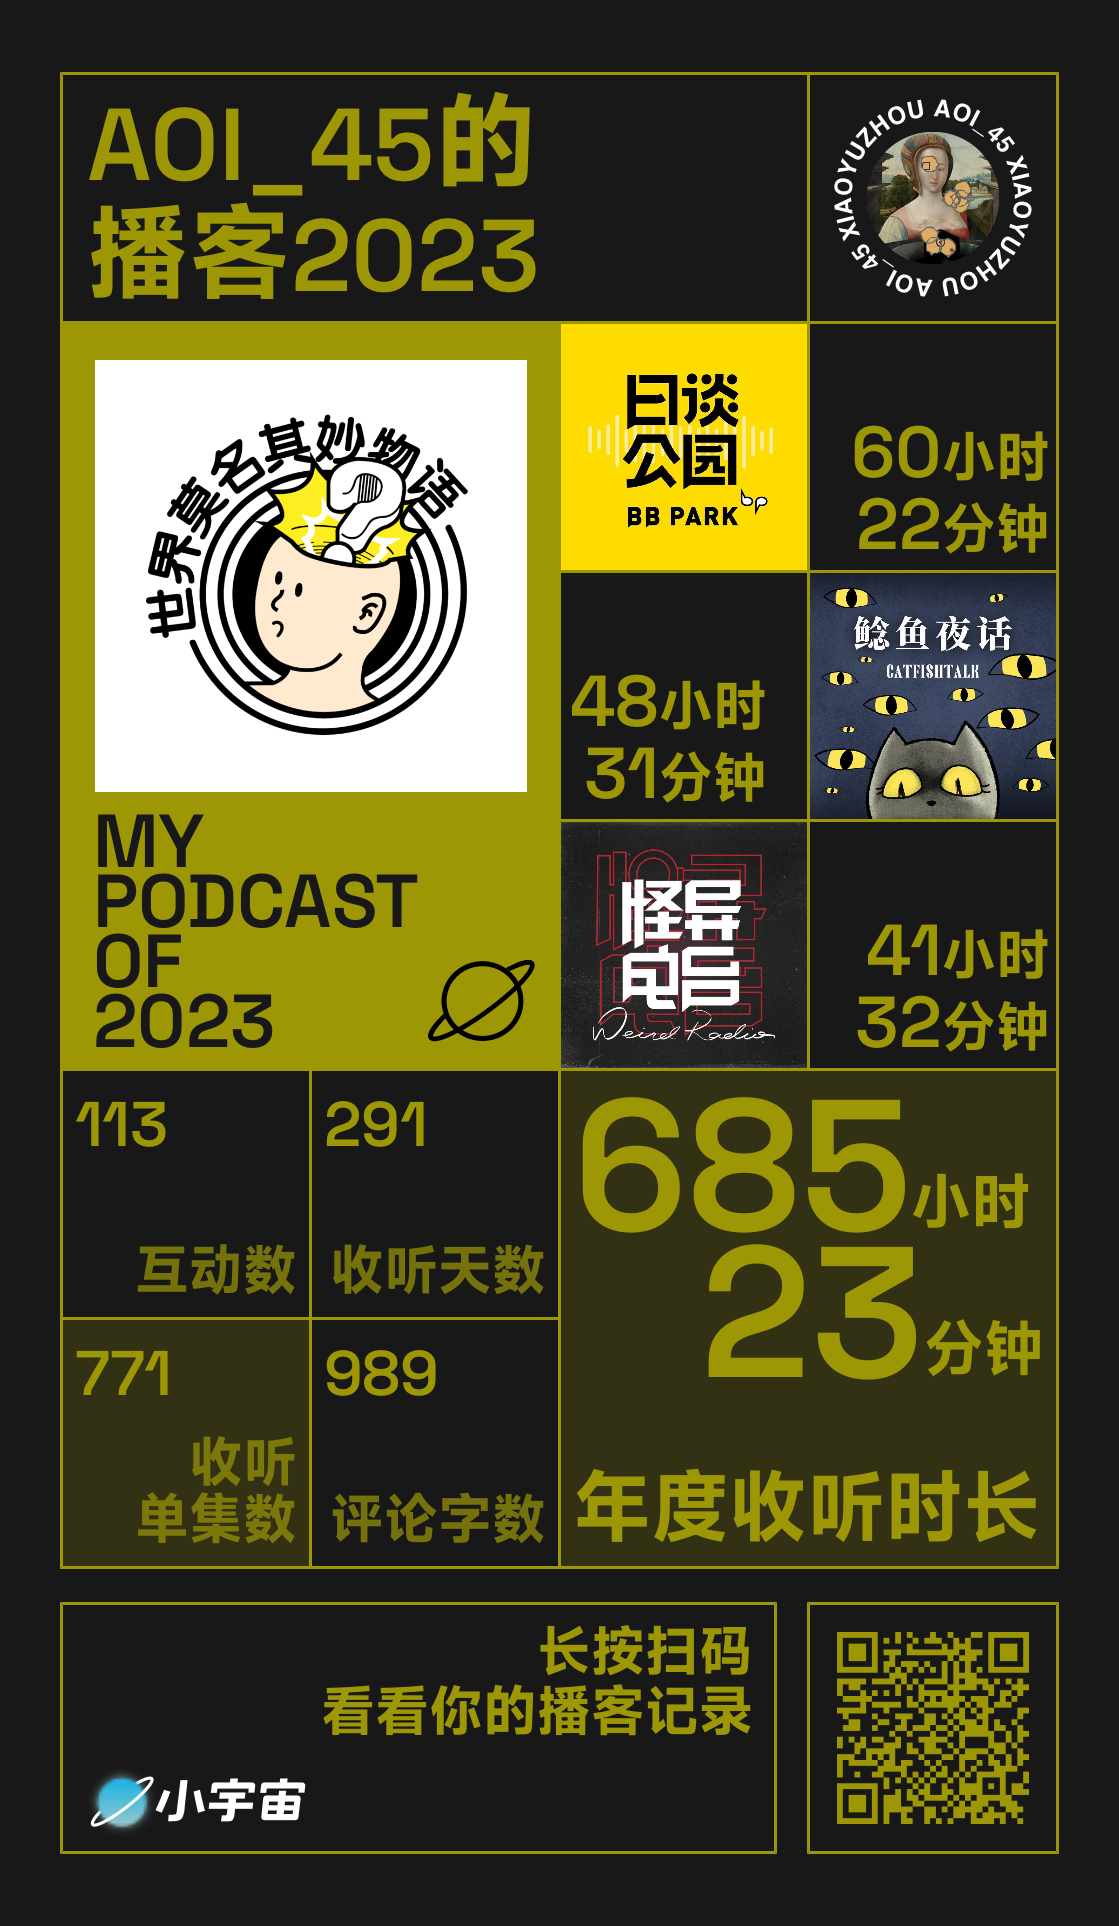 AOI_45的
播客2023
XIAOYUZHOU AOI_45 XIAOYUZHOU AOI_45
世界莫名其妙物语
日谈
公园
BB PARK
bp
60小时
22分钟
48小时
31分钟
鲶鱼夜话
CATFISHTALK
MY
PODCAST
OF
2023
怪异
电台
Weird Radio
41小时
32分钟
113
互动数
291
收听天数
771
收听
单集数
989
评论字数
685小时
23分钟
年度收听时长
长按扫码
看看你的播客记录
小宇宙